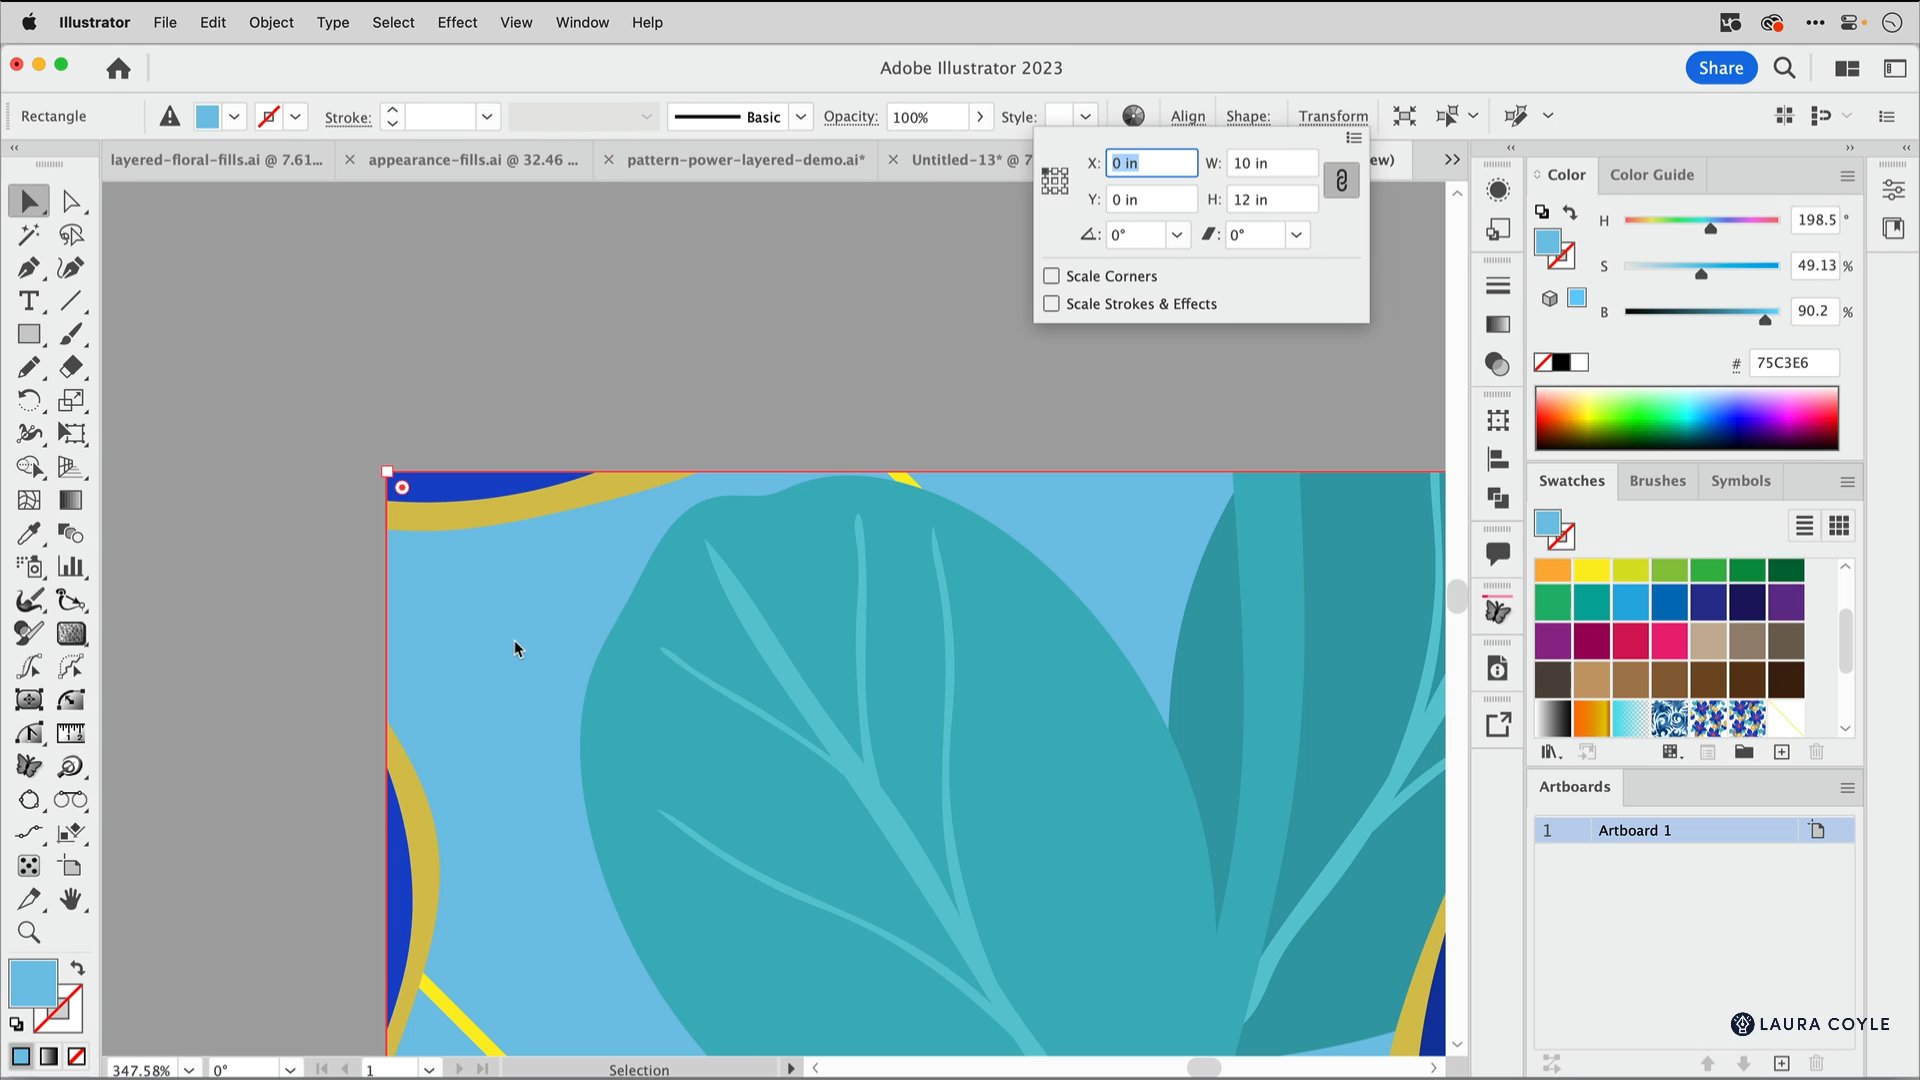 Illustrator File Edit Object Type Select Effect View Window Help
Adobe Illustrator 2023
Share
Rectangle
Stroke:
Basic
Opacity: 100%
Style:
Align
Shape:
Transform
layered-floral-fills.ai @ 7.61...
appearance-fills.ai @ 32.46 ...
pattern-power-layered-demo.ai*
Untitled-13* @ 7
ew)
X: 0 in W: 10 in
Y: 0 in H: 12 in
0° 0°
Scale Corners
Scale Strokes & Effects
Color Color Guide
H 198.5 °
S 49.13 %
B 90.2 %
# 75C3E6
Swatches Brushes Symbols
Artboards
1 Artboard 1
LAURA COYLE
347.58% 0° 1 Selection